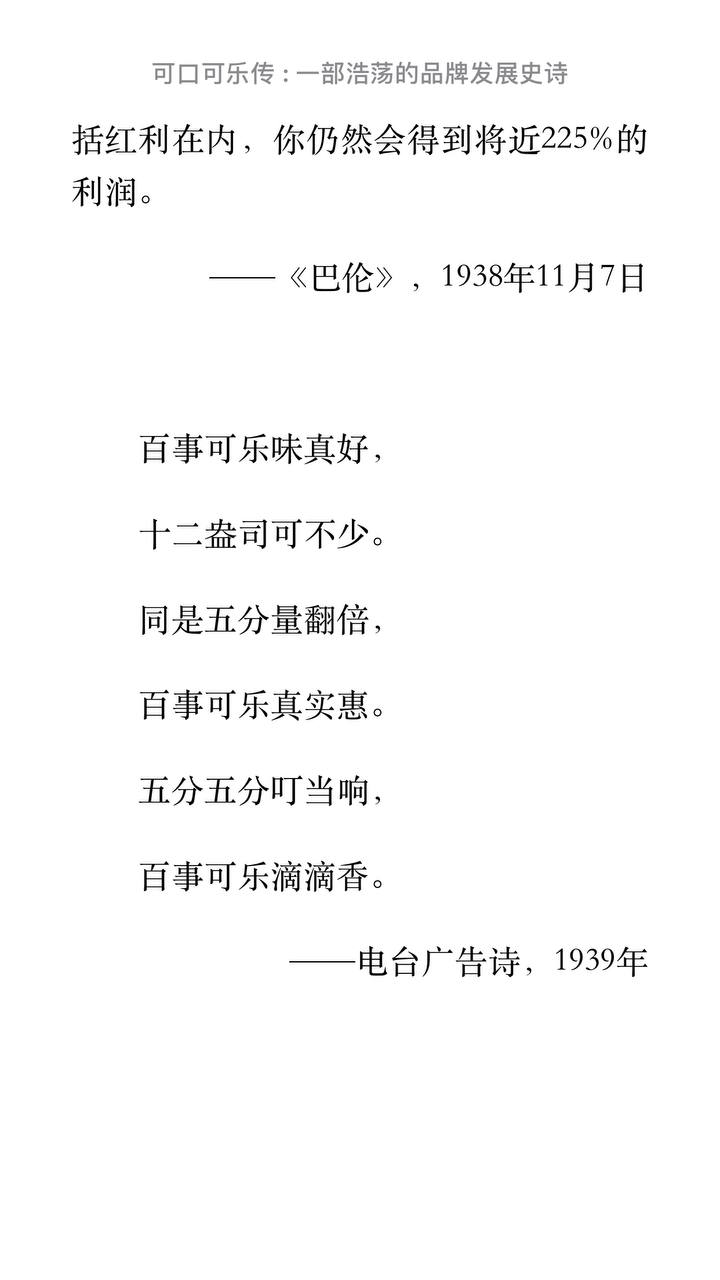 可口可乐传：一部浩荡的品牌发展史诗
括红利在内，你仍然会得到将近225%的
利润。
——《巴伦》，1938年11月7日
百事可乐味真好，
十二盎司可不少。
同是五分量翻倍，
百事可乐真实惠。
五分五分叮当响，
百事可乐滴滴香。
——电台广告诗，1939年